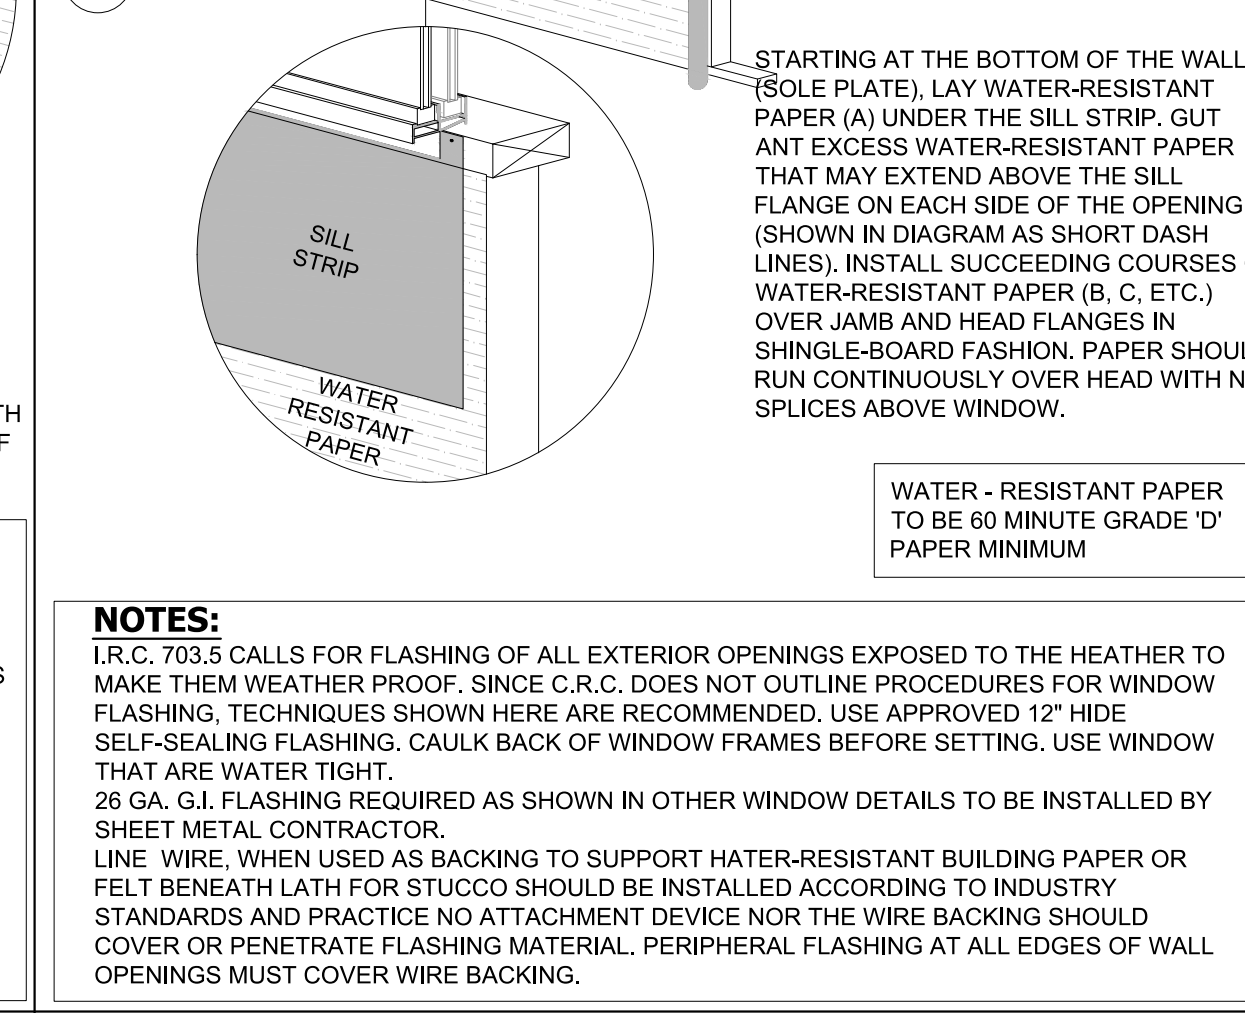 STARTING AT THE BOTTOM OF THE WALL
(SOLE PLATE), LAY WATER-RESISTANT
PAPER (A) UNDER THE SILL STRIP. GUT
ANT EXCESS WATER-RESISTANT PAPER
THAT MAY EXTEND ABOVE THE SILL
FLANGE ON EACH SIDE OF THE OPENING
(SHOWN IN DIAGRAM AS SHORT DASH
LINES). INSTALL SUCCEEDING COURSES
WATER-RESISTANT PAPER (B, C, ETC.)
OVER JAMB AND HEAD FLANGES IN
SHINGLE-BOARD FASHION. PAPER SHOUL
RUN CONTINUOUSLY OVER HEAD WITH N
SPLICES ABOVE WINDOW.
SILL
STRIP
WATER
RESISTANT
PAPER
TH
F
S
WATER - RESISTANT PAPER
TO BE 60 MINUTE GRADE 'D'
PAPER MINIMUM
NOTES:
I.R.C. 703.5 CALLS FOR FLASHING OF ALL EXTERIOR OPENINGS EXPOSED TO THE HEATHER TO
MAKE THEM WEATHER PROOF. SINCE C.R.C. DOES NOT OUTLINE PROCEDURES FOR WINDOW
FLASHING, TECHNIQUES SHOWN HERE ARE RECOMMENDED. USE APPROVED 12" HIDE
SELF-SEALING FLASHING. CAULK BACK OF WINDOW FRAMES BEFORE SETTING. USE WINDOW
THAT ARE WATER TIGHT.
26 GA. G.I. FLASHING REQUIRED AS SHOWN IN OTHER WINDOW DETAILS TO BE INSTALLED BY
SHEET METAL CONTRACTOR.
LINE WIRE, WHEN USED AS BACKING TO SUPPORT HATER-RESISTANT BUILDING PAPER OR
FELT BENEATH LATH FOR STUCCO SHOULD BE INSTALLED ACCORDING TO INDUSTRY
STANDARDS AND PRACTICE NO ATTACHMENT DEVICE NOR THE WIRE BACKING SHOULD
COVER OR PENETRATE FLASHING MATERIAL. PERIPHERAL FLASHING AT ALL EDGES OF WALL
OPENINGS MUST COVER WIRE BACKING.